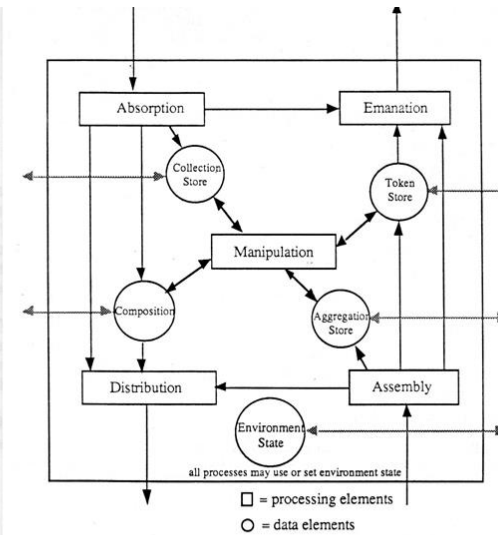 Absorption
Emanation
Collection
Store
Token
Store
Manipulation
Composition
Aggregation
Store
Distribution
Assembly
Environment
State
all processes may use or set environment state
= processing elements
= data elements